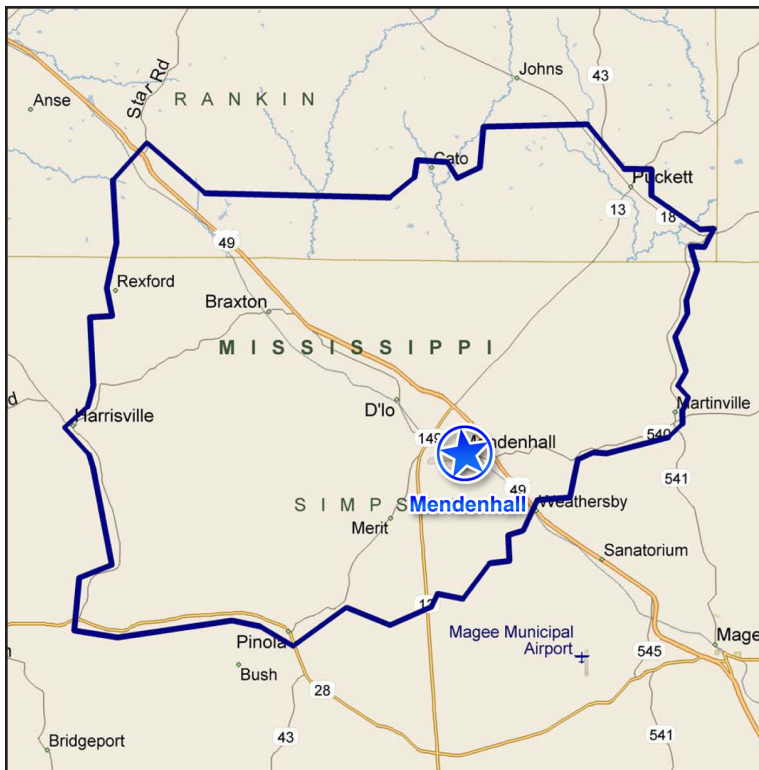 Johns
43
Anse
Star Rd
RANKIN
Cato
Puckett
13
18
49
Rexford
Braxton
MISSISSIPPI
D'lo
Martinville
d
Harrisville
149
Mendenhall
540
541
49
Mendenhall
Weathersby
SIMPS
Merit
Sanatorium
13
Pinola
Magee Municipal
Airport
545
Mage
Bush
28
43
541
Bridgeport